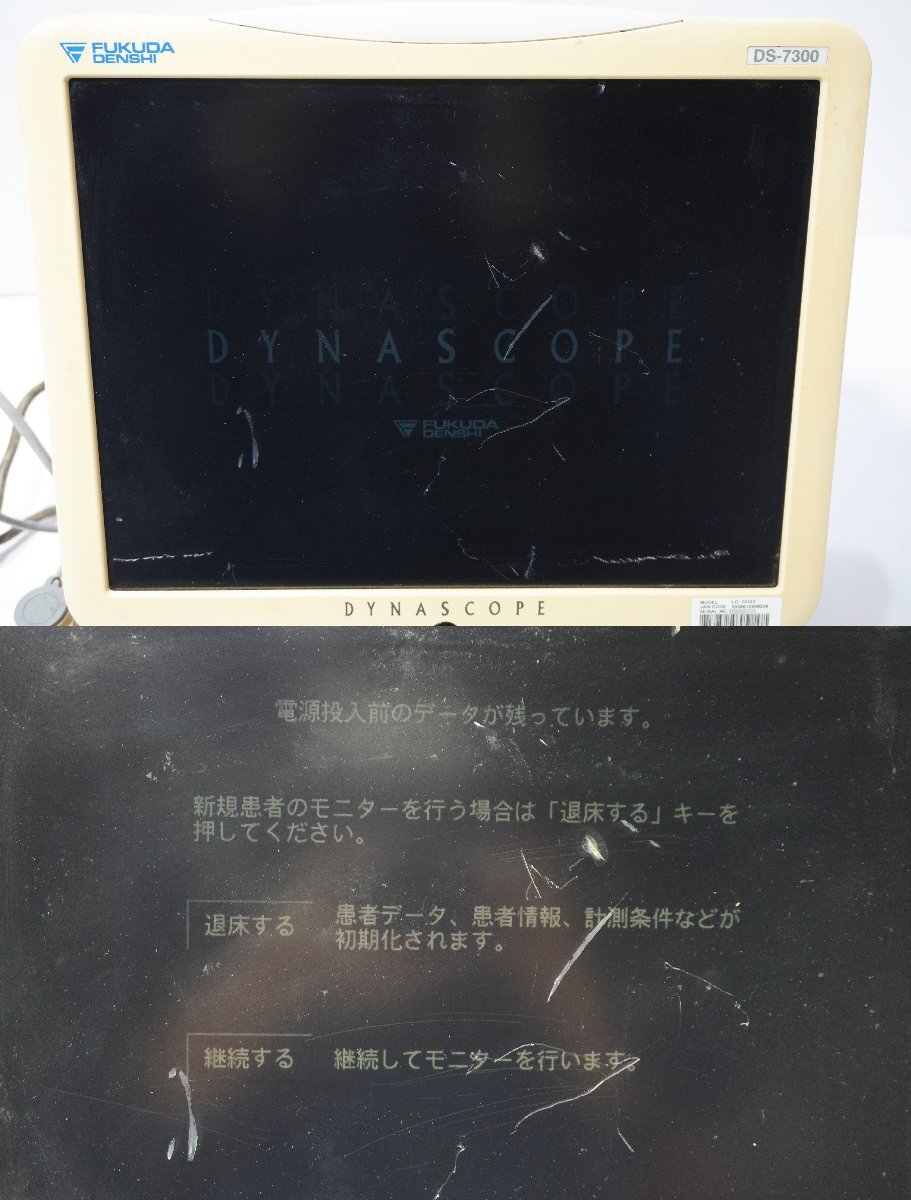 FUKUDA
DENSHI
DS-7300
DYNASCOPE
DYNASCOPE
DYNASCOPE
FUKUDA
DENSHI
DYNASCOPE
MODEL
JAN CODE
SERIAL NO.
電源投入前のデータが残っています。
新規患者のモニターを行う場合は「退床する」キーを
押してください。
退床する
患者データ、患者情報、計測条件などが
初期化されます。
継続する
継続してモニターを行います。